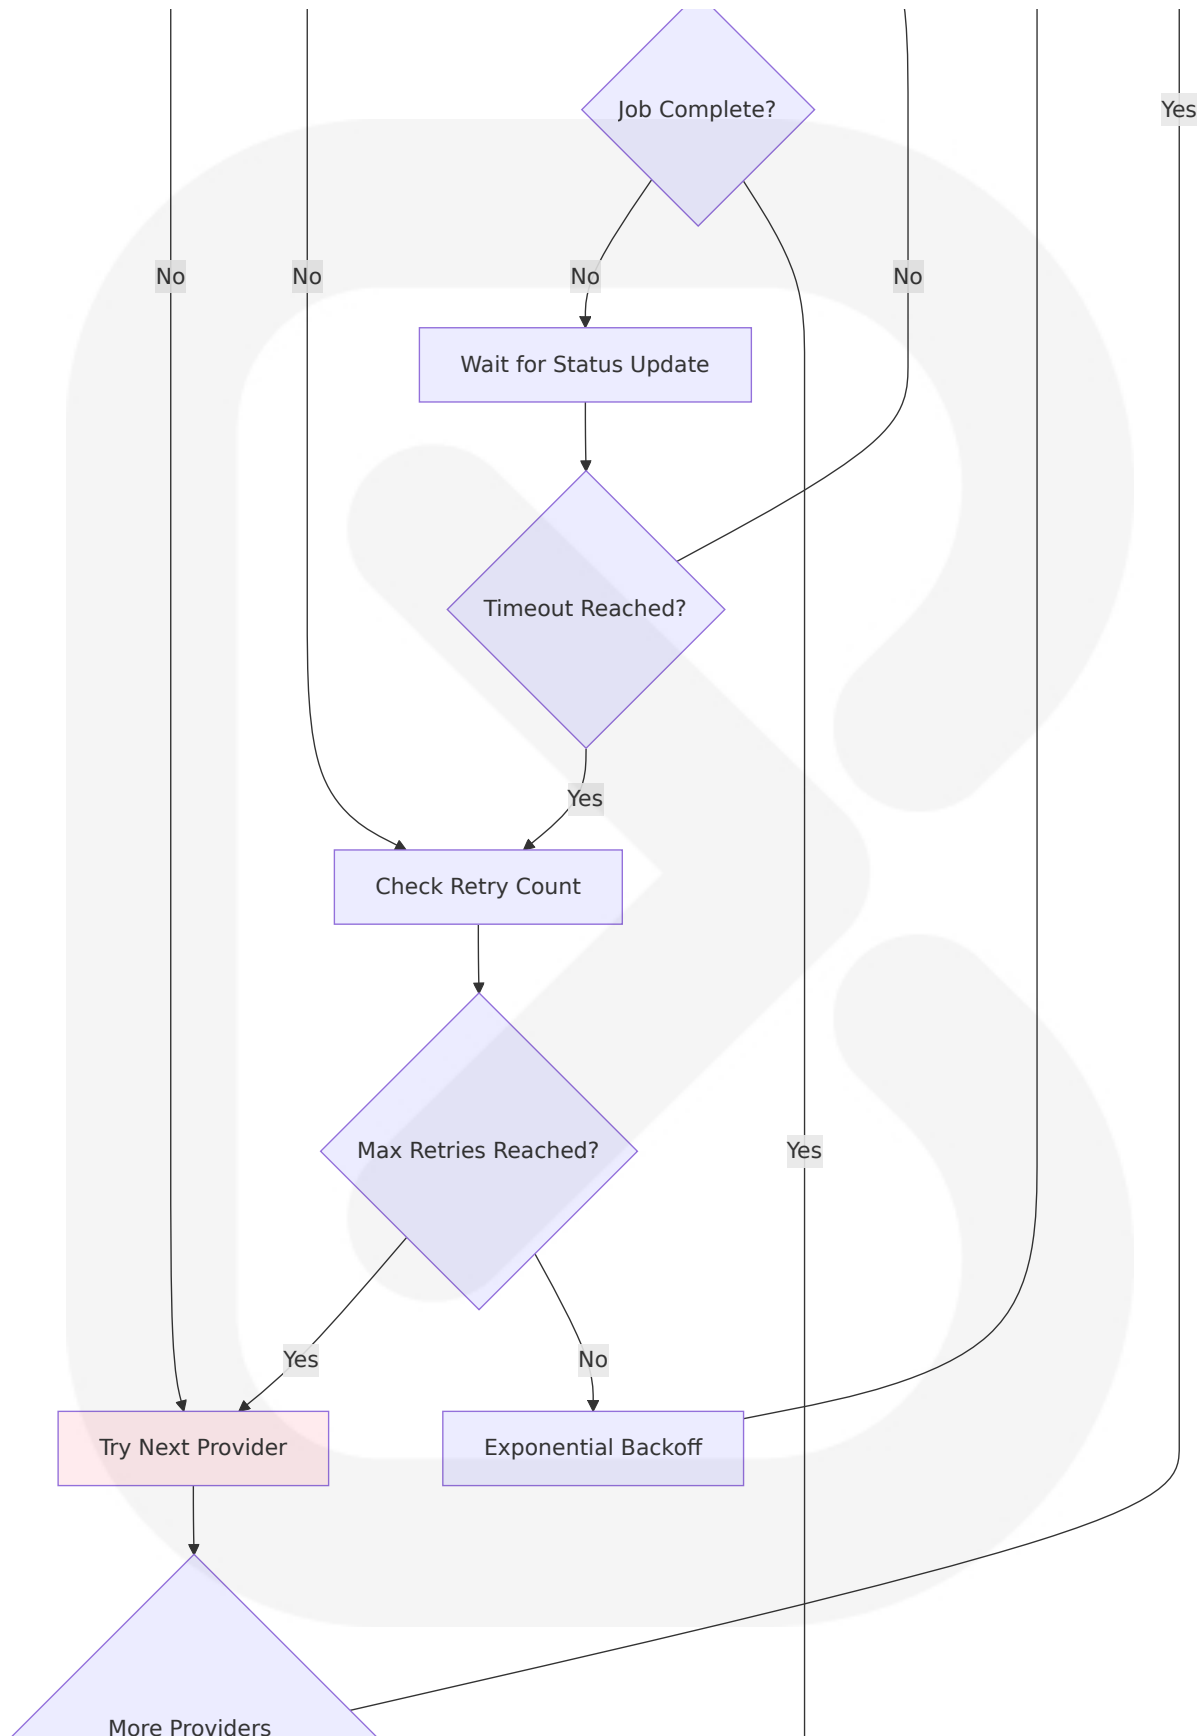 Job Complete?
Yes
No
No
No
No
Wait for Status Update
Timeout Reached?
Yes
Check Retry Count
Max Retries Reached?
Yes
Yes
No
Try Next Provider
Exponential Backoff
More Providers